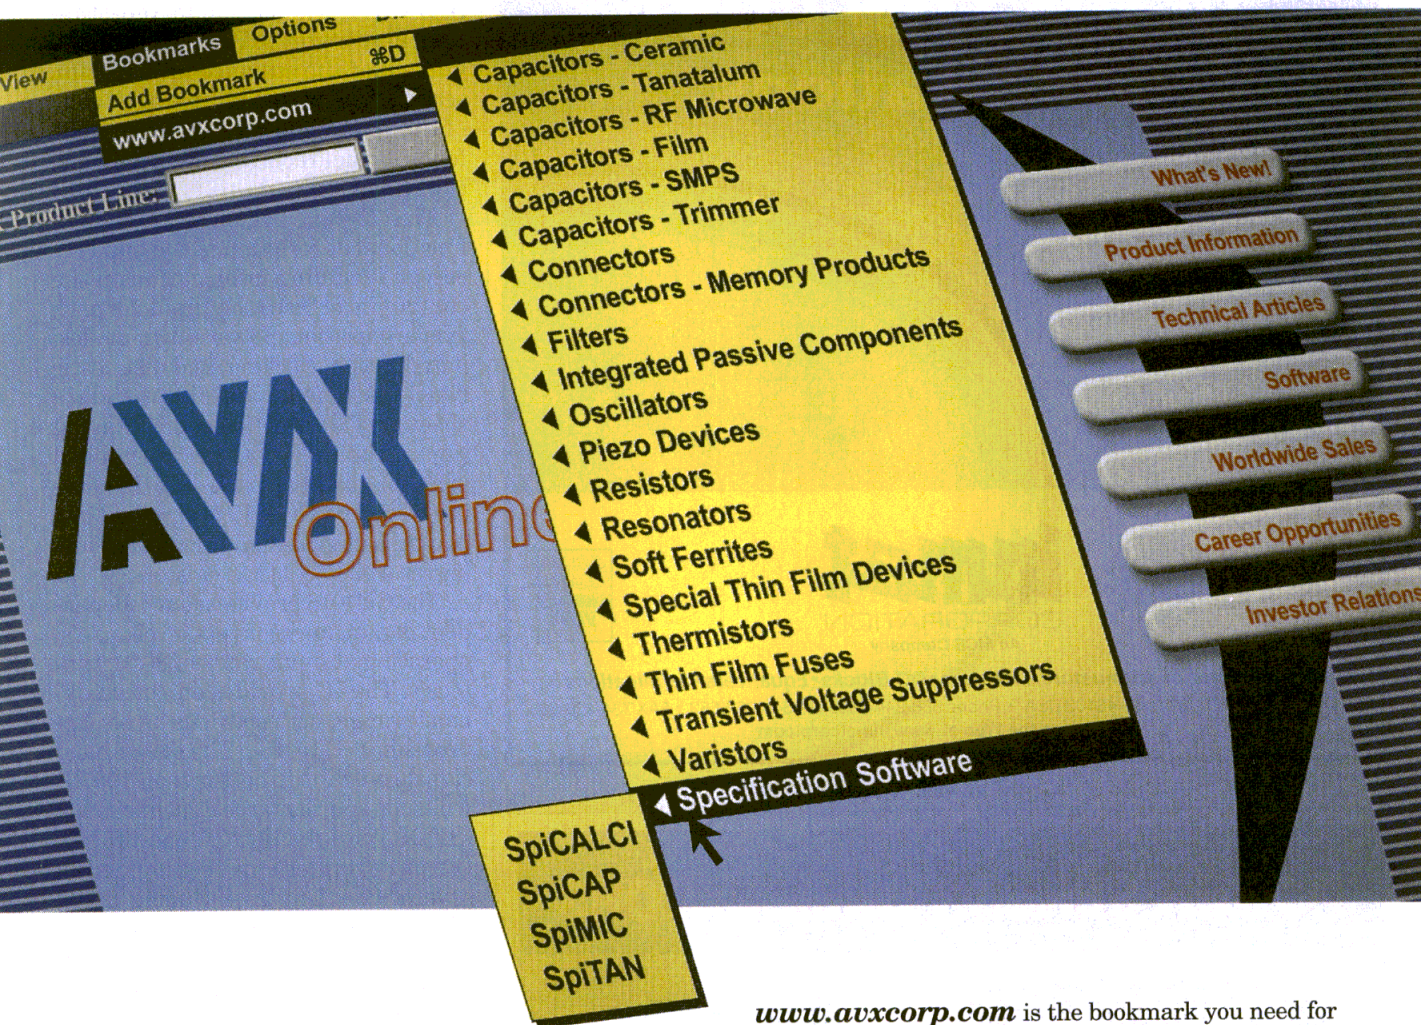 View
Bookmarks
Options
Add Bookmark ⌘D
www.avxcorp.com
Product Line:
Capacitors - Ceramic
Capacitors - Tanatalum
Capacitors - RF Microwave
Capacitors - Film
Capacitors - SMPS
Capacitors - Trimmer
Connectors
Connectors - Memory Products
Filters
Integrated Passive Components
Oscillators
Piezo Devices
Resistors
Resonators
Soft Ferrites
Special Thin Film Devices
Thermistors
Thin Film Fuses
Transient Voltage Suppressors
Varistors
Specification Software
SpiCALCI
SpiCAP
SpiMIC
SpiTAN
AVX
Online
What's New!
Product Information
Technical Articles
Software
Worldwide Sales
Career Opportunities
Investor Relations
www.avxcorp.com is the bookmark you need for